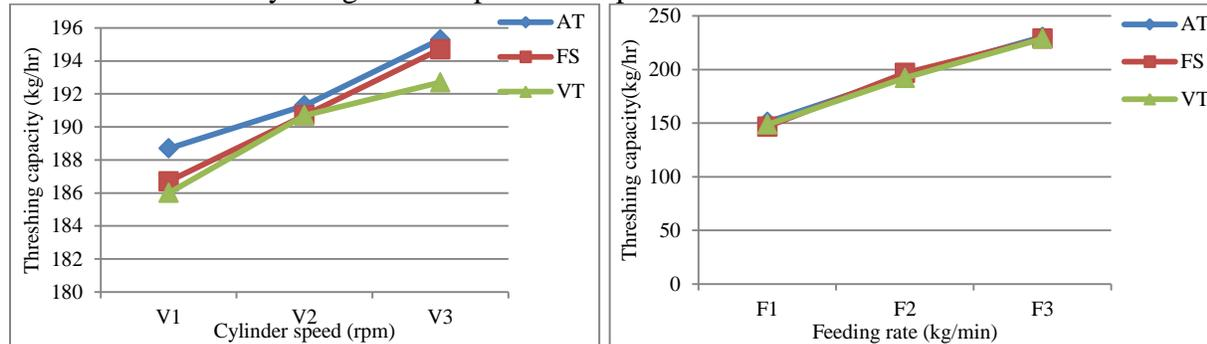 196
194
192
190
188
186
184
182
180
Threshing capacity (kg/hr)
V1 V2 V3
Cylinder speed (rpm)
AT
FS
VT
250
200
150
100
50
0
Threshing capacity(kg/hr)
F1 F2 F3
Feeding rate (kg/min)
AT
FS
VT